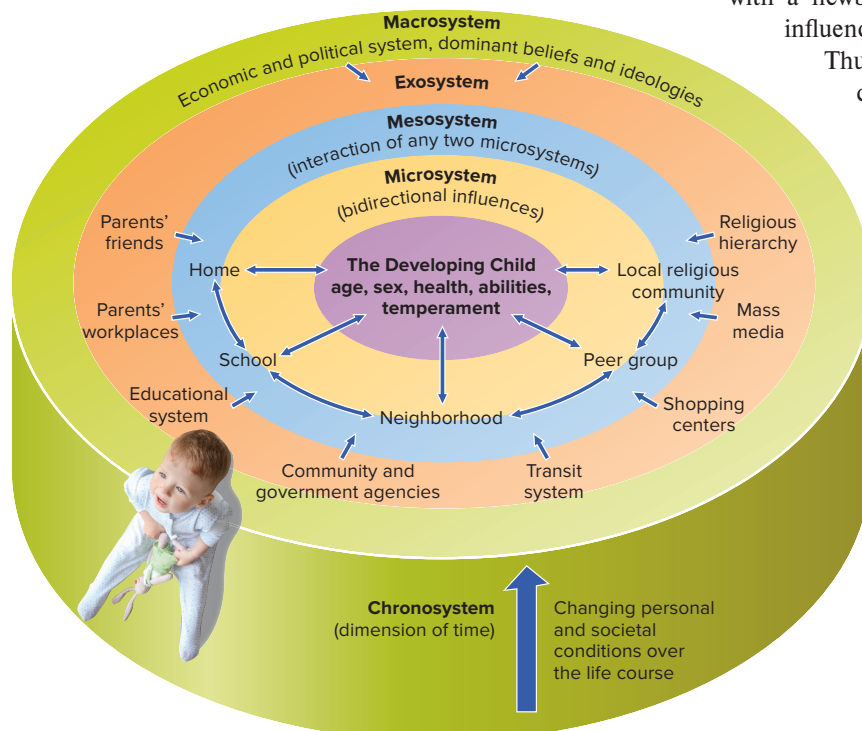 with a news
influenc
Thu
c
Macrosystem
Economic and political system, dominant beliefs and ideologies
Exosystem
Mesosystem
(interaction of any two microsystems)
Microsystem
(bidirectional influences)
The Developing Child
age, sex, health, abilities,
temperament
Parents'
friends
Home
Local religious
community
Religious
hierarchy
Parents'
workplaces
Mass
media
School
Peer group
Educational
system
Neighborhood
Shopping
centers
Community and
government agencies
Transit
system
Chronosystem
(dimension of time)
Changing personal
and societal
conditions over
the life course